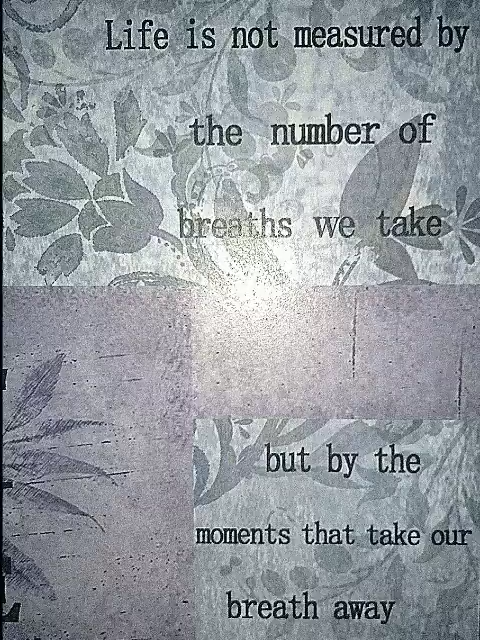 Life is not measured by
the number of
breaths we take
but by the
moments that take our
breath away